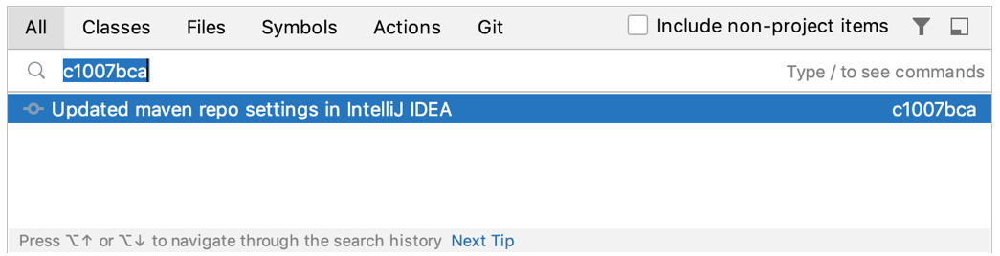 All Classes Files Symbols Actions Git Include non-project items
c1007bca Type / to see commands
Updated maven repo settings in IntelliJ IDEA c1007bca
Press ⌥↑ or ⌥↓ to navigate through the search history Next Tip